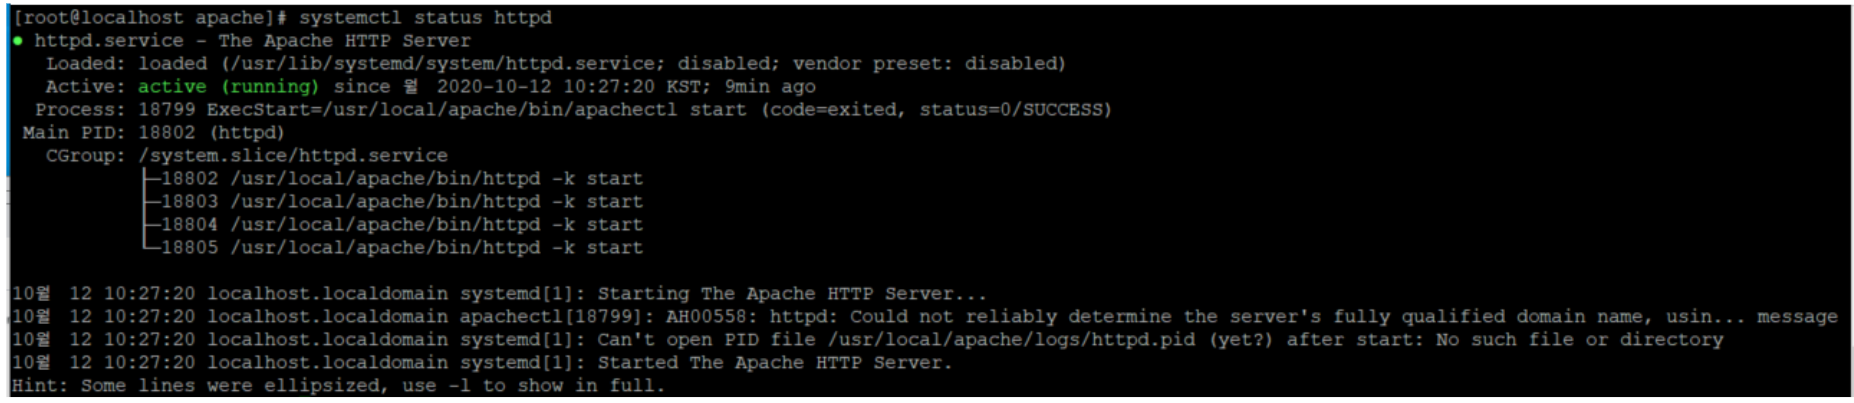 [root@localhost apache]# systemctl status httpd
● httpd.service - The Apache HTTP Server
   Loaded: loaded (/usr/lib/systemd/system/httpd.service; disabled; vendor preset: disabled)
   Active: active (running) since 월 2020-10-12 10:27:20 KST; 9min ago
  Process: 18799 ExecStart=/usr/local/apache/bin/apachectl start (code=exited, status=0/SUCCESS)
 Main PID: 18802 (httpd)
   CGroup: /system.slice/httpd.service
           ├─18802 /usr/local/apache/bin/httpd -k start
           ├─18803 /usr/local/apache/bin/httpd -k start
           ├─18804 /usr/local/apache/bin/httpd -k start
           └─18805 /usr/local/apache/bin/httpd -k start
10월 12 10:27:20 localhost.localdomain systemd[1]: Starting The Apache HTTP Server...
10월 12 10:27:20 localhost.localdomain apachectl[18799]: AH00558: httpd: Could not reliably determine the server's fully qualified domain name, usin... message
10월 12 10:27:20 localhost.localdomain systemd[1]: Can't open PID file /usr/local/apache/logs/httpd.pid (yet?) after start: No such file or directory
10월 12 10:27:20 localhost.localdomain systemd[1]: Started The Apache HTTP Server.
Hint: Some lines were ellipsized, use -l to show in full.